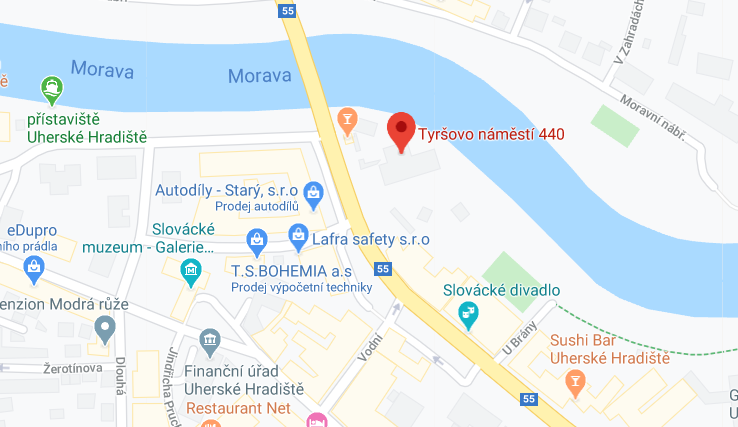 55
V Zahradách
Morava
Morava
Moravní nábř.
přístaviště
Uherské Hradiště
Tyršovo náměstí 440
Autodíly - Starý, s.r.o
Prodej autodílů
eDupro
ního prádla
Slovácké
muzeum - Galerie...
Lafra safety s.r.o
T.S.BOHEMIA a.s
Prodej výpočetní techniky
55
Slovácké divadlo
enzion Modrá růže
U Brány
Vodní
Sushi Bar
Uherské Hradiště
Žerotínova
Dlouhá
Jindřicha Pruch
Finanční úřad
Uherské Hradiště
Restaurant Net
55